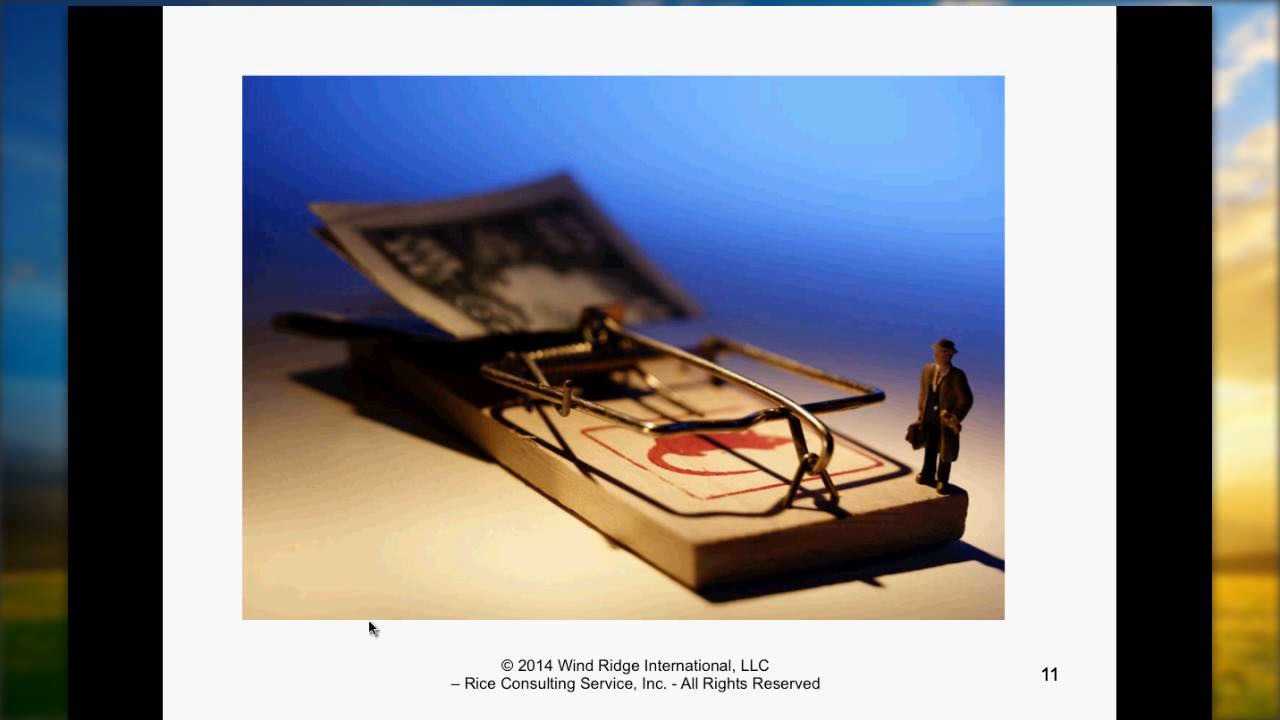 © 2014 Wind Ridge International, LLC
– Rice Consulting Service, Inc. - All Rights Reserved
11